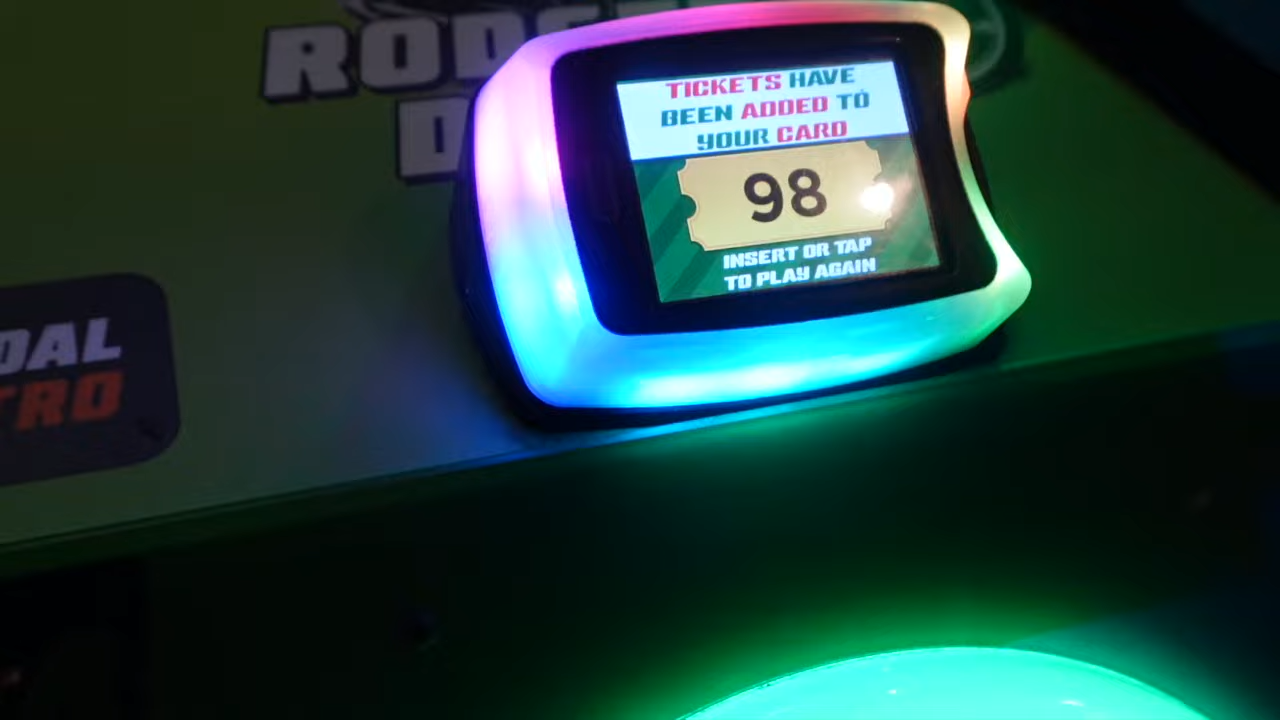 TICKETS HAVE
BEEN ADDED TO
YOUR CARD
98
INSERT OR TAP
TO PLAY AGAIN